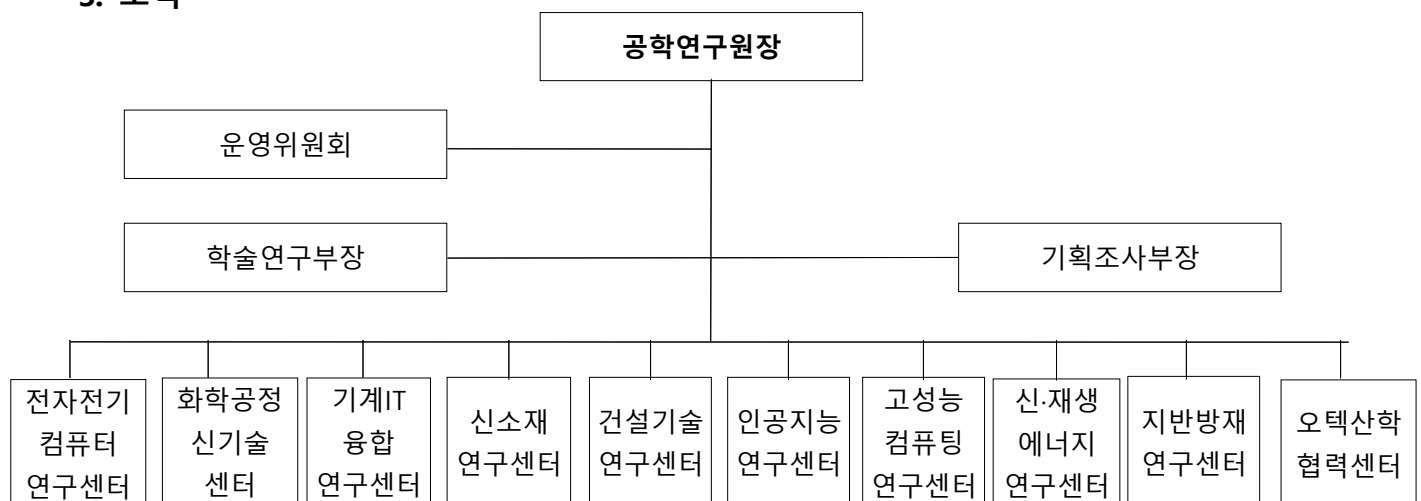 공학연구원장
운영위원회
학술연구부장
기획조사부장
전자전기
컴퓨터
연구센터
화학공정
신기술
센터
기계IT
융합
연구센터
신소재
연구센터
건설기술
연구센터
인공지능
연구센터
고성능
컴퓨팅
연구센터
신·재생
에너지
연구센터
지반방재
연구센터
오텍산학
협력센터